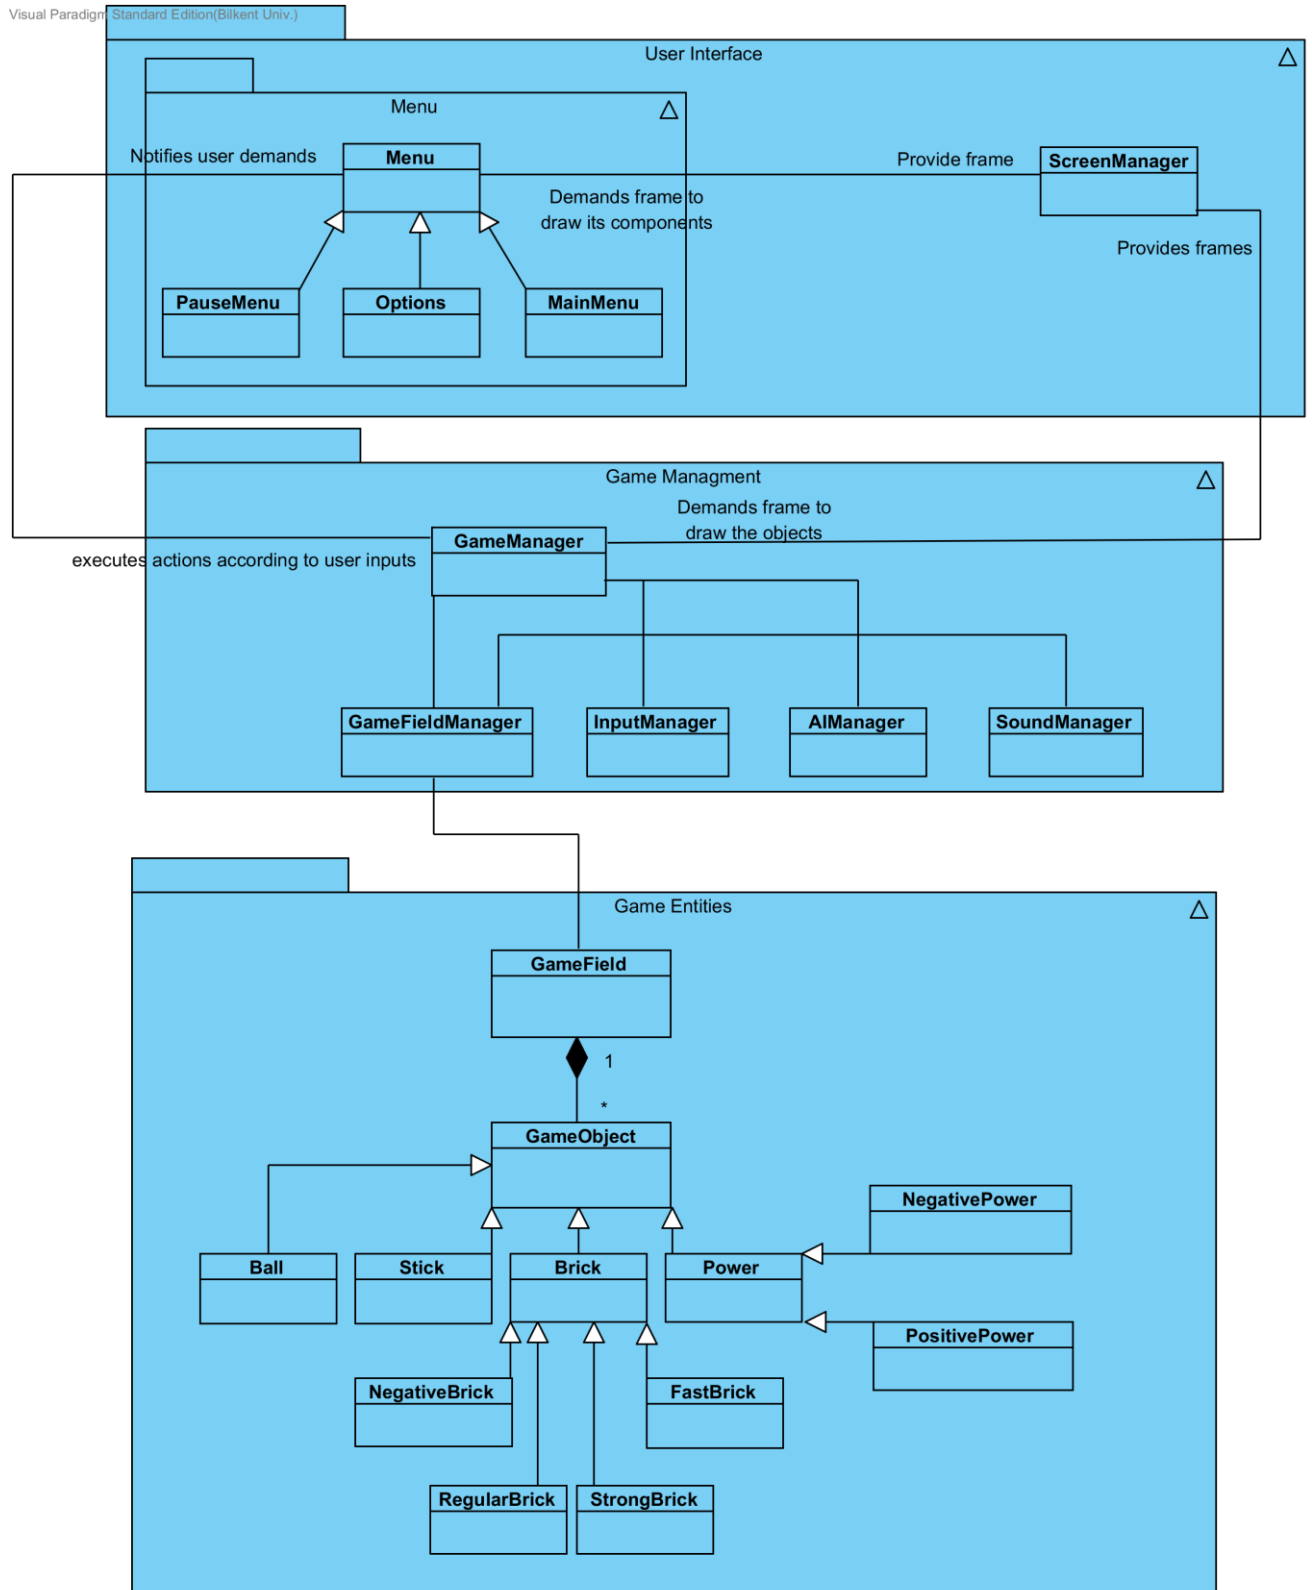 Visual Paradigm Standard Edition(Bilkent Univ.)
User Interface
Menu
Notifies user demands
Menu
Provide frame
ScreenManager
Demands frame to
draw its components
Provides frames
PauseMenu
Options
MainMenu
Game Managment
Demands frame to
draw the objects
GameManager
executes actions according to user inputs
GameFieldManager
InputManager
AIManager
SoundManager
Game Entities
GameField
1
*
GameObject
NegativePower
Ball
Stick
Brick
Power
PositivePower
NegativeBrick
FastBrick
RegularBrick
StrongBrick